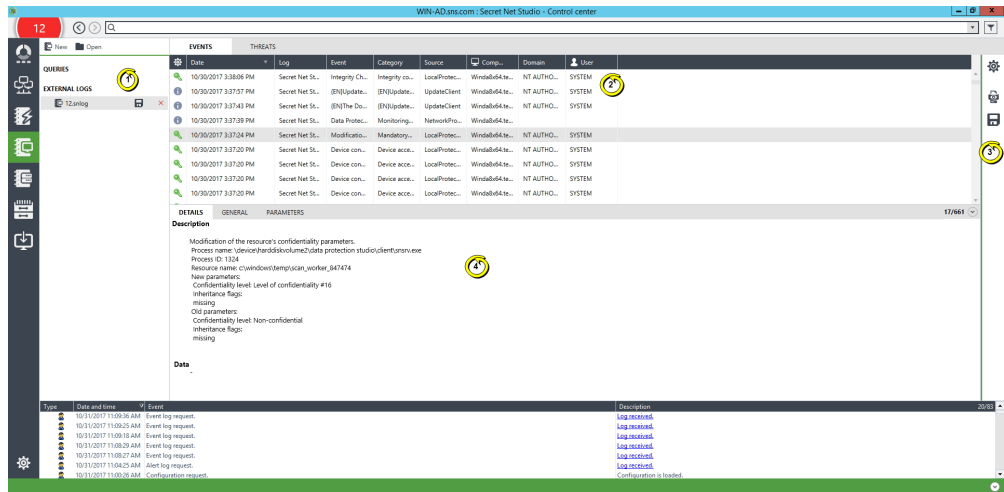 WIN-AD.sns.com : Secret Net Studio - Control center
12
New Open
EVENTS THREATS
QUERIES
EXTERNAL LOGS
12.snlog
Date Log Event Category Source Comp... Domain User
10/30/2017 3:38:06 PM Secret Net St... Integrity Ch... Integrity co... LocalProtec... Winda8x64.te... NT AUTHO... SYSTEM
10/30/2017 3:37:57 PM Secret Net St... [EN]Update... [EN]Update... UpdateClient Winda8x64.te... NT AUTHO... SYSTEM
10/30/2017 3:37:43 PM Secret Net St... [EN]The Do... [EN]Update... UpdateClient Winda8x64.te... NT AUTHO... SYSTEM
10/30/2017 3:37:39 PM Secret Net St... Data Protec... Monitoring... NetworkPro... Winda8x64.te...
10/30/2017 3:37:24 PM Secret Net St... Modificatio... Mandatory... LocalProtec... Winda8x64.te... NT AUTHO... SYSTEM
10/30/2017 3:37:20 PM Secret Net St... Device con... Device acce... LocalProtec... Winda8x64.te... NT AUTHO... SYSTEM
10/30/2017 3:37:20 PM Secret Net St... Device con... Device acce... LocalProtec... Winda8x64.te... NT AUTHO... SYSTEM
10/30/2017 3:37:20 PM Secret Net St... Device con... Device acce... LocalProtec... Winda8x64.te... NT AUTHO... SYSTEM
10/30/2017 3:37:20 PM Secret Net St... Device con... Device acce... LocalProtec... Winda8x64.te... NT AUTHO... SYSTEM
1
2
3
DETAILS GENERAL PARAMETERS 17/661
Description
Modification of the resource's confidentiality parameters.
Process name: \device\harddiskvolume2\data protection studio\client\snsrv.exe
Process ID: 1324
Resource name: c:\windows\temp\scan_worker_847474
New parameters:
Confidentiality level: Level of confidentiality #16
Inheritance flags:
missing
Old parameters:
Confidentiality level: Non-confidential
Inheritance flags:
missing
4
Data
-
Type Date and time Event Description 20/83
10/31/2017 11:09:36 AM Event log request. Log received.
10/31/2017 11:09:25 AM Event log request. Log received.
10/31/2017 11:09:18 AM Event log request. Log received.
10/31/2017 11:08:29 AM Event log request. Log received.
10/31/2017 11:08:27 AM Event log request. Log received.
10/31/2017 11:04:25 AM Alert log request. Log received.
10/31/2017 11:00:26 AM Configuration request. Configuration is loaded.